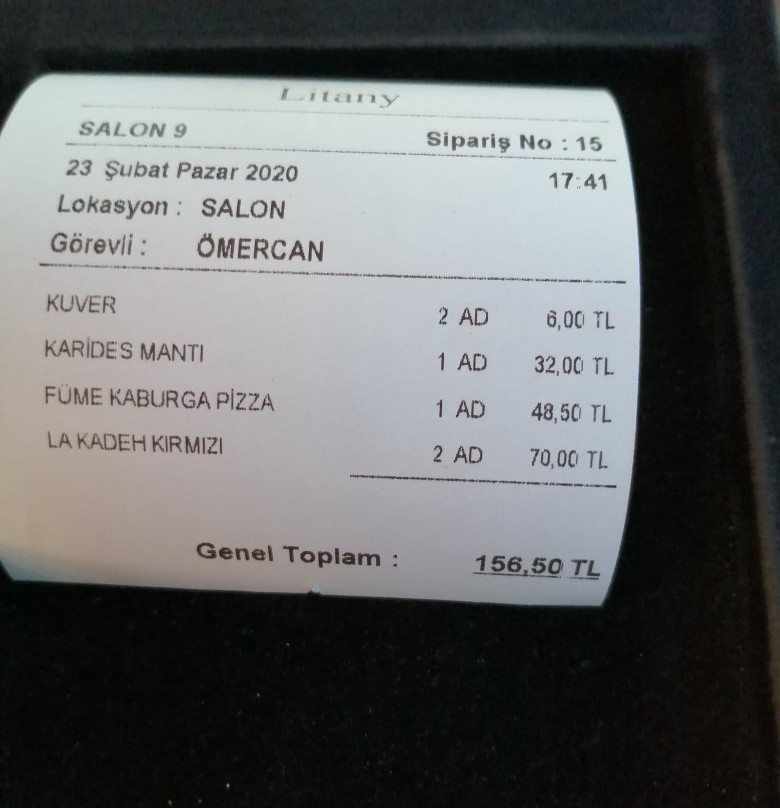 Litany
SALON 9 Sipariş No : 15
23 Şubat Pazar 2020 17:41
Lokasyon : SALON
Görevli : ÖMERCAN
KUVER 2 AD 6,00 TL
KARİDES MANTI 1 AD 32,00 TL
FÜME KABURGA PİZZA 1 AD 48,50 TL
LA KADEH KIRMIZI 2 AD 70,00 TL
Genel Toplam : 156,50 TL